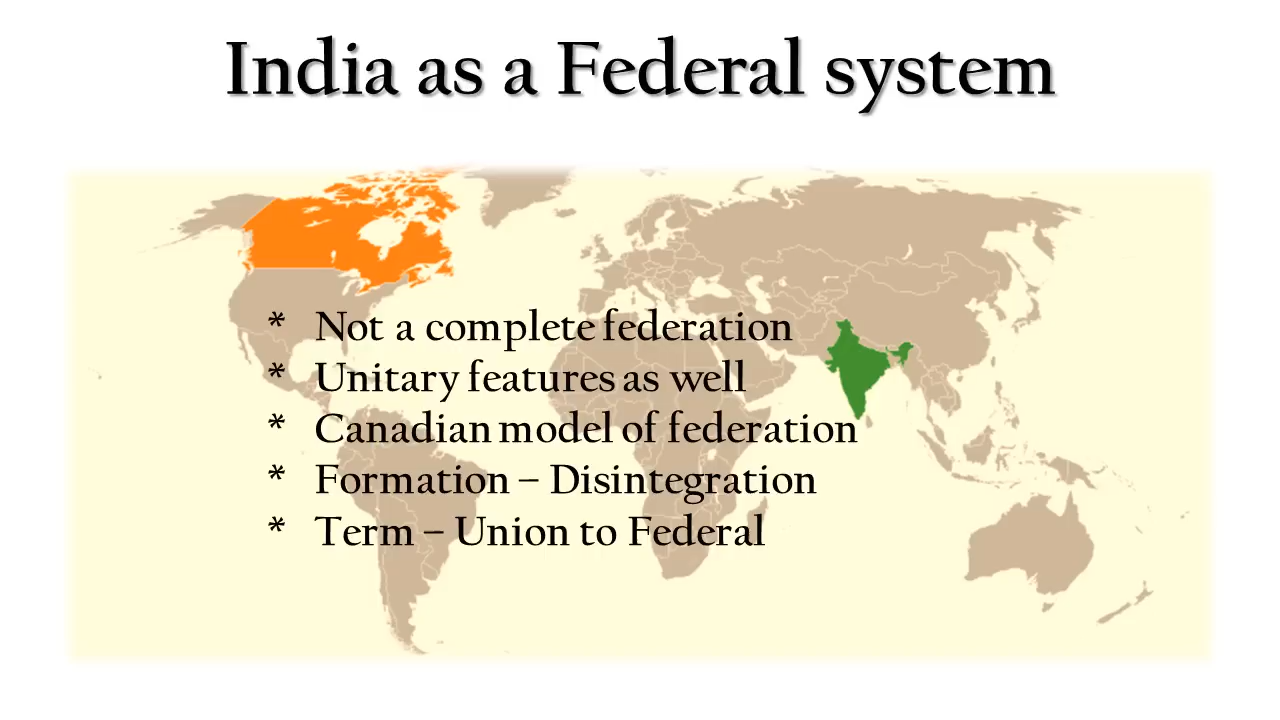 India as a Federal system
* Not a complete federation
* Unitary features as well
* Canadian model of federation
* Formation – Disintegration
* Term – Union to Federal